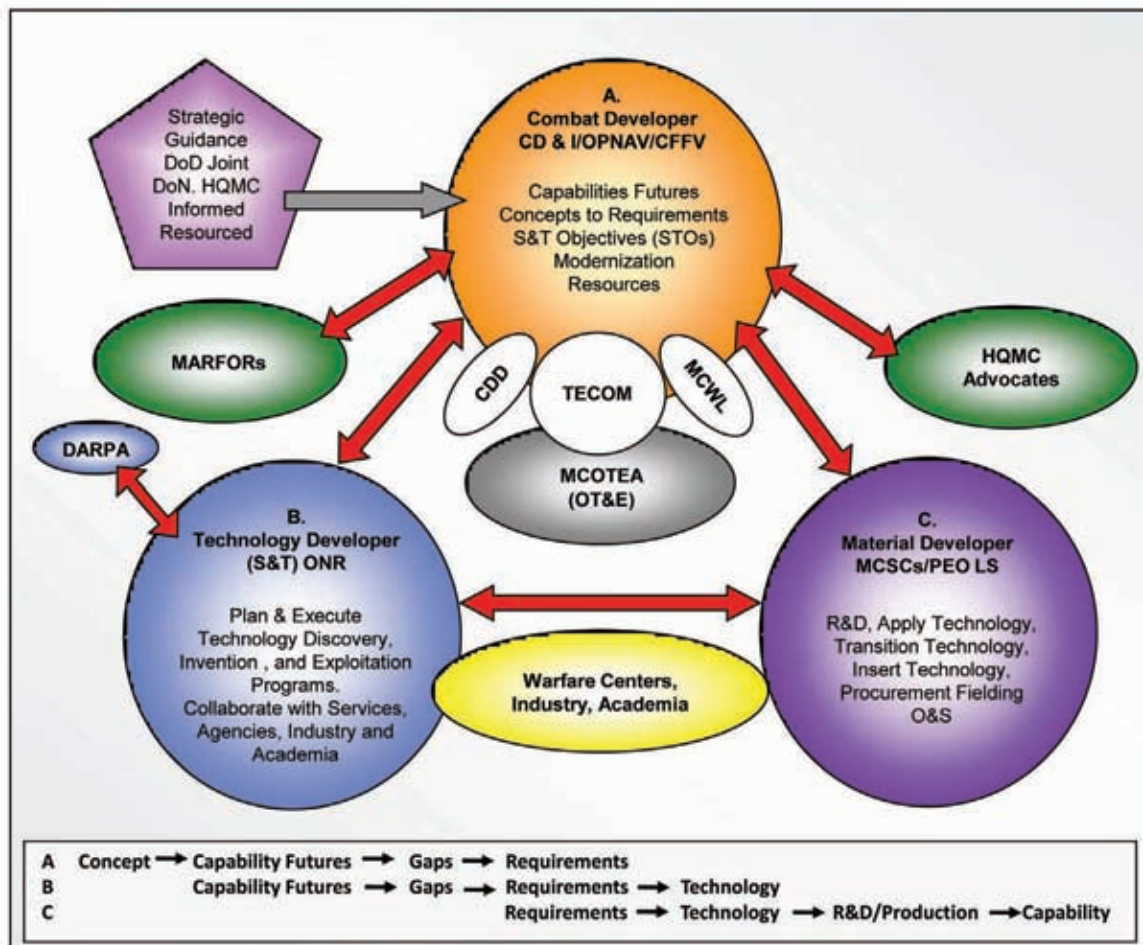 Strategic
Guidance
DoD Joint
DoN. HQMC
Informed
Resourced
A.
Combat Developer
CD & I/OPNAV/CFFV
Capabilities Futures
Concepts to Requirements
S&T Objectives (STOs)
Modernization
Resources
MARFORs
HQMC
Advocates
CDD
TECOM
MCWL
MCOTEA
(OT&E)
DARPA
B.
Technology Developer
(S&T) ONR
Plan & Execute
Technology Discovery,
Invention , and Exploitation
Programs.
Collaborate with Services,
Agencies, Industry and
Academia
C.
Material Developer
MCSCs/PEO LS
R&D, Apply Technology,
Transition Technology,
Insert Technology,
Procurement Fielding
O&S
Warfare Centers,
Industry, Academia
A Concept → Capability Futures → Gaps → Requirements
B Capability Futures → Gaps → Requirements → Technology
C Requirements → Technology → R&D/Production → Capability